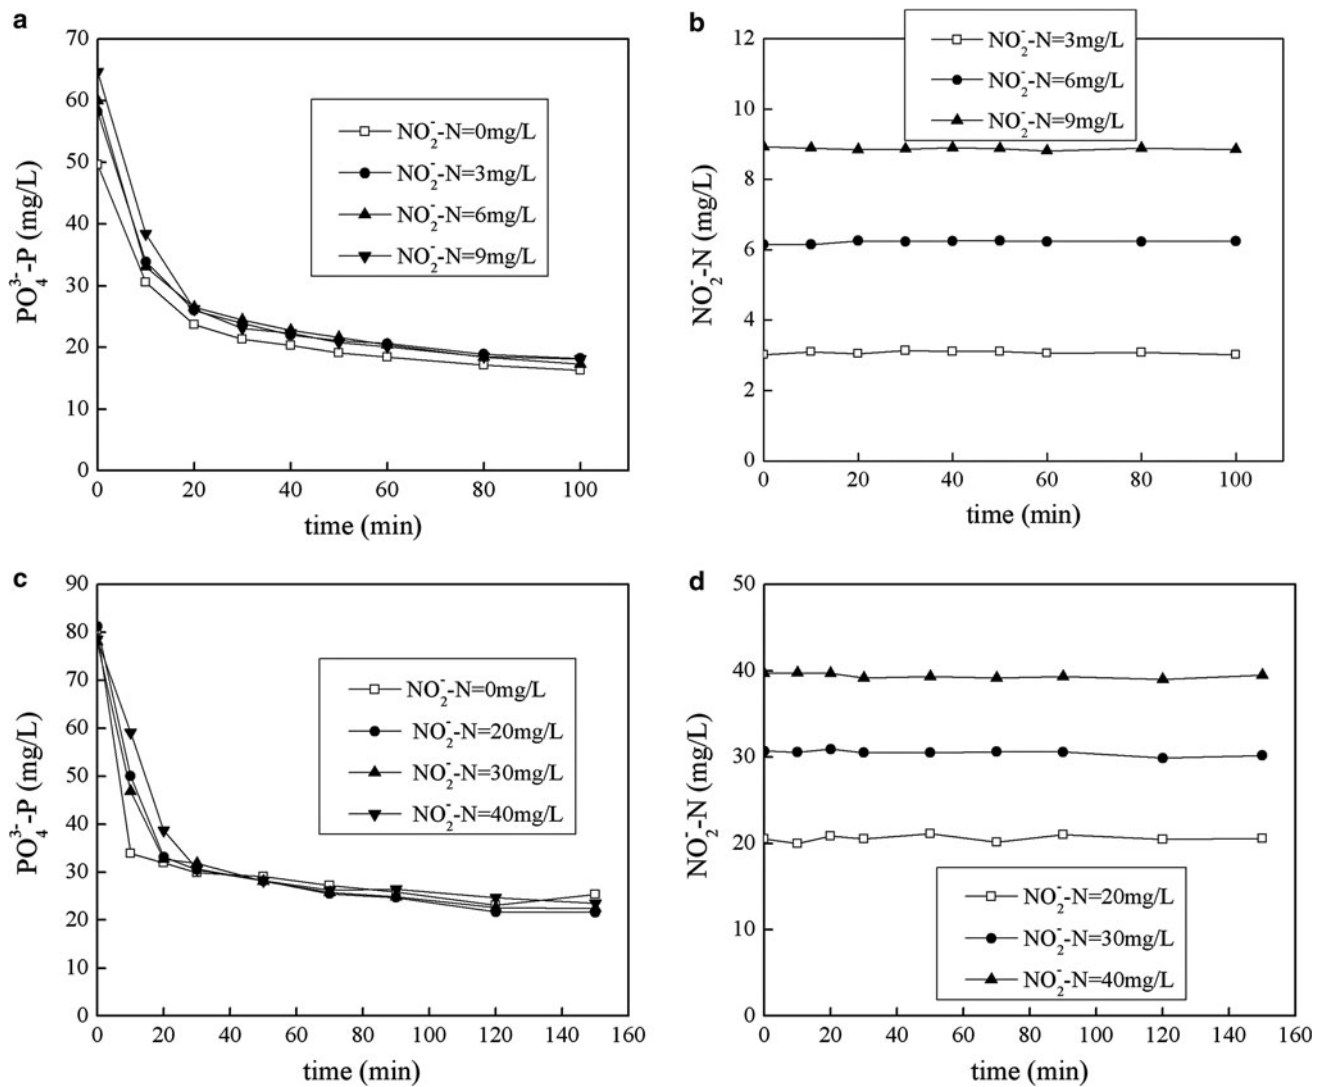 a
70
60
50
40
30
20
10
0
PO₄³⁻-P (mg/L)
NO₂⁻-N=0mg/L
NO₂⁻-N=3mg/L
NO₂⁻-N=6mg/L
NO₂⁻-N=9mg/L
0 20 40 60 80 100
time (min)
b
12
10
8
6
4
2
0
NO₂⁻-N (mg/L)
NO₂⁻-N=3mg/L
NO₂⁻-N=6mg/L
NO₂⁻-N=9mg/L
0 20 40 60 80 100
time (min)
c
90
80
70
60
50
40
30
20
10
0
PO₄³⁻-P (mg/L)
NO₂⁻-N=0mg/L
NO₂⁻-N=20mg/L
NO₂⁻-N=30mg/L
NO₂⁻-N=40mg/L
0 20 40 60 80 100 120 140 160
time (min)
d
50
40
30
20
10
0
NO₂⁻-N (mg/L)
NO₂⁻-N=20mg/L
NO₂⁻-N=30mg/L
NO₂⁻-N=40mg/L
0 20 40 60 80 100 120 140 160
time (min)